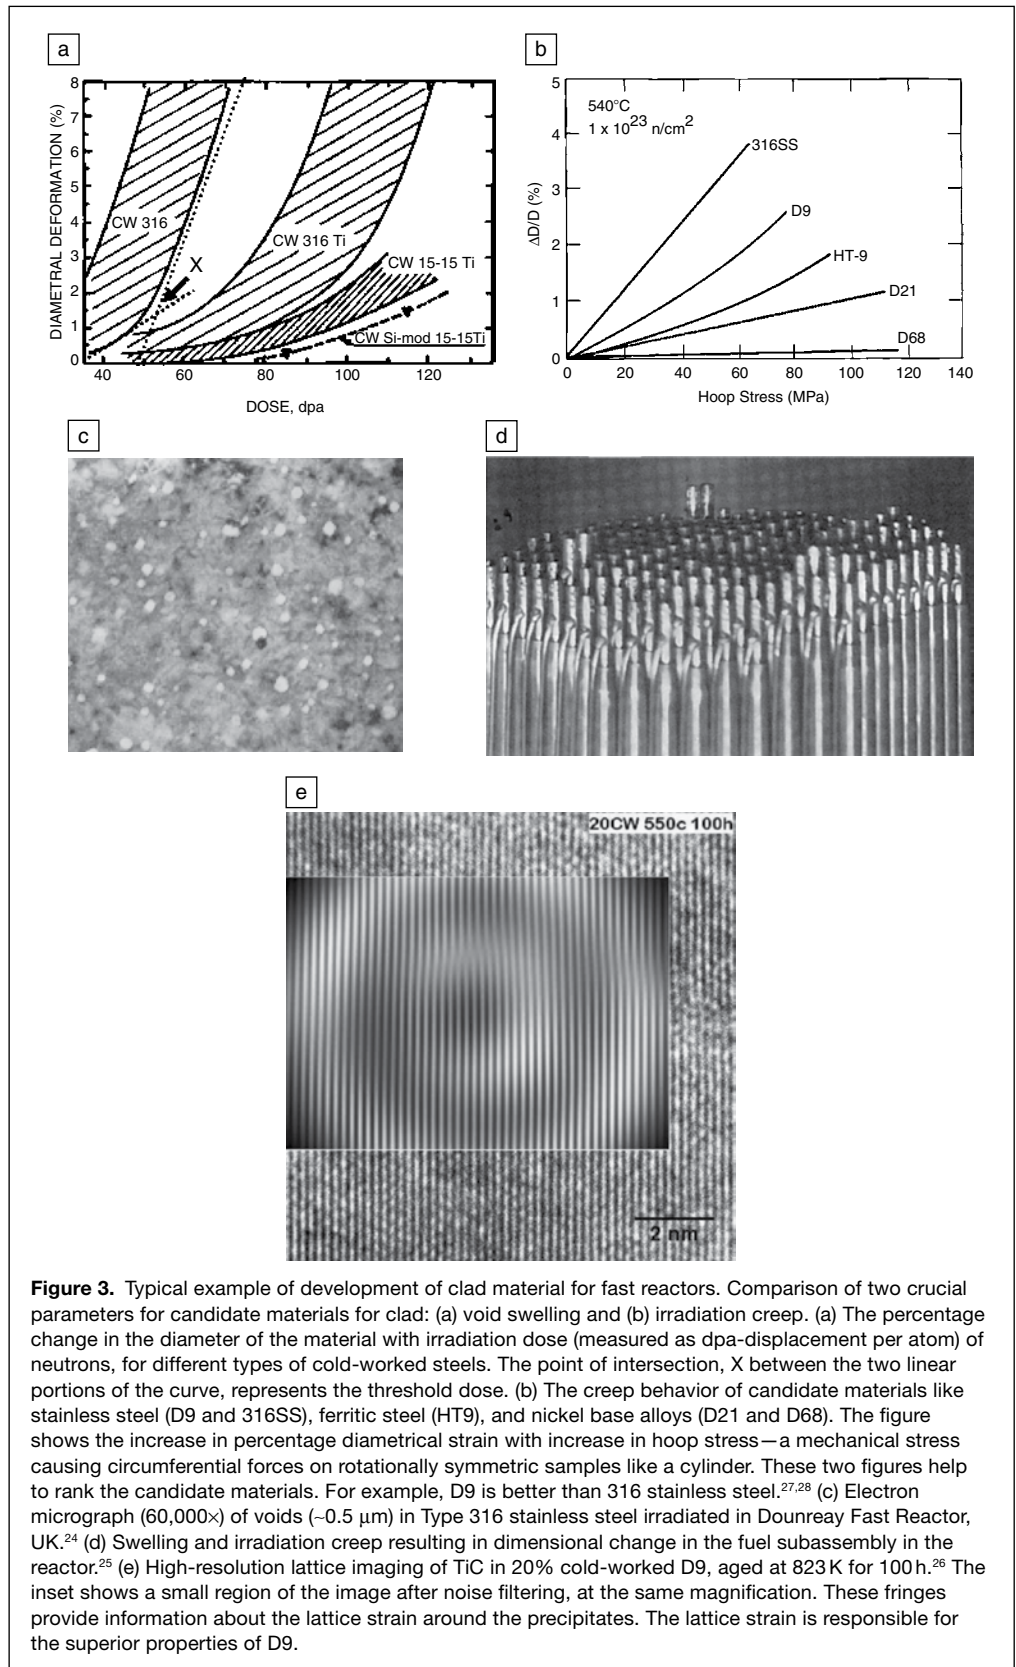 a
b
8
7
6
5
4
3
2
1
0
DIAMETRAL DEFORMATION (%)
CW 316
X
CW 316 Ti
CW 15-15 Ti
CW Si-mod 15-15Ti
40 60 80 100 120
DOSE, dpa
5
4
3
2
1
0
ΔD/D (%)
540°C
1 x 10²³ n/cm²
316SS
D9
HT-9
D21
D68
0 20 40 60 80 100 120 140
Hoop Stress (MPa)
c
d
e
20CW 550c 100h
2 nm
Figure 3. Typical example of development of clad material for fast reactors. Comparison of two crucial
parameters for candidate materials for clad: (a) void swelling and (b) irradiation creep. (a) The percentage
change in the diameter of the material with irradiation dose (measured as dpa-displacement per atom) of
neutrons, for different types of cold-worked steels. The point of intersection, X between the two linear
portions of the curve, represents the threshold dose. (b) The creep behavior of candidate materials like
stainless steel (D9 and 316SS), ferritic steel (HT9), and nickel base alloys (D21 and D68). The figure
shows the increase in percentage diametrical strain with increase in hoop stress—a mechanical stress
causing circumferential forces on rotationally symmetric samples like a cylinder. These two figures help
to rank the candidate materials. For example, D9 is better than 316 stainless steel.²⁷,²⁸ (c) Electron
micrograph (60,000×) of voids (~0.5 μm) in Type 316 stainless steel irradiated in Dounreay Fast Reactor,
UK.²⁴ (d) Swelling and irradiation creep resulting in dimensional change in the fuel subassembly in the
reactor.²⁵ (e) High-resolution lattice imaging of TiC in 20% cold-worked D9, aged at 823 K for 100 h.²⁶ The
inset shows a small region of the image after noise filtering, at the same magnification. These fringes
provide information about the lattice strain around the precipitates. The lattice strain is responsible for
the superior properties of D9.